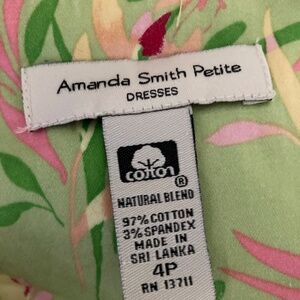 Amanda Smith Petite
DRESSES
cotton
®
NATURAL BLEND
97% COTTON
3% SPANDEX
MADE IN
SRI LANKA
4P
RN 13711